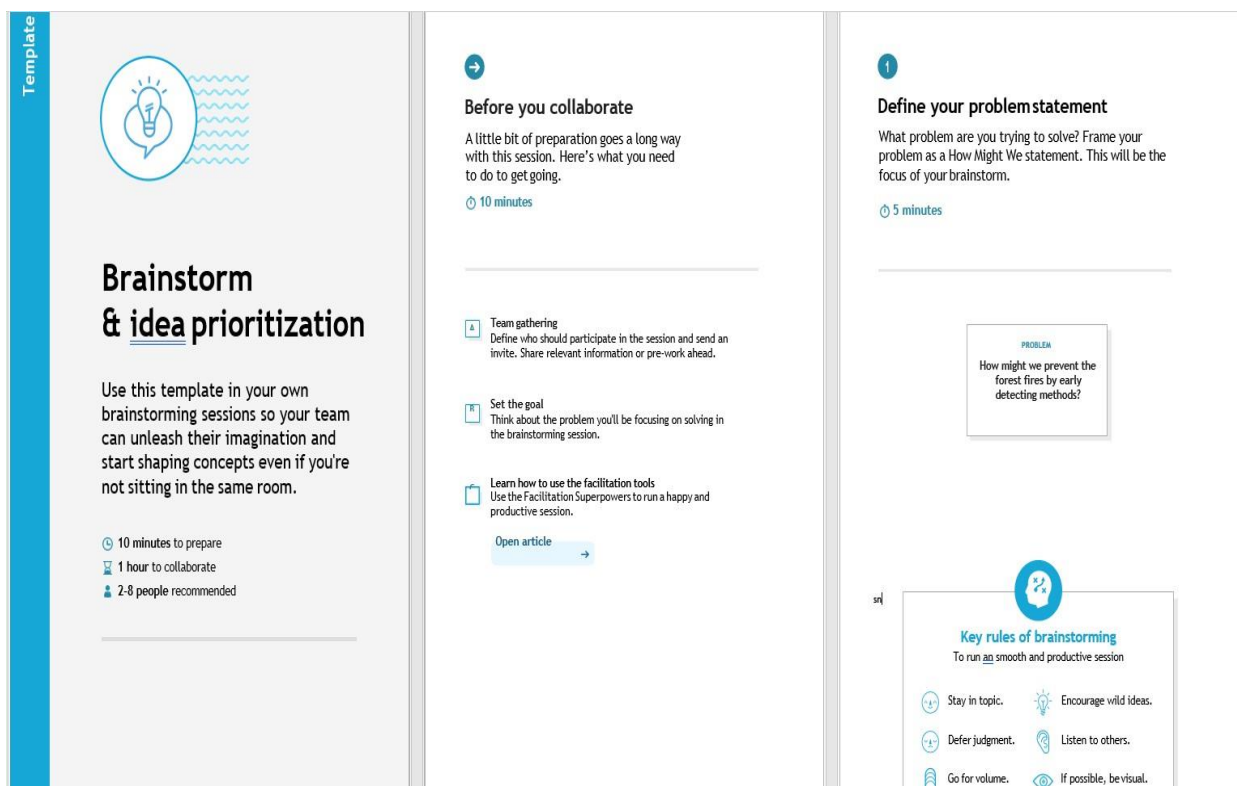 Template
Brainstorm
& idea prioritization
Use this template in your own
brainstorming sessions so your team
can unleash their imagination and
start shaping concepts even if you're
not sitting in the same room.
10 minutes to prepare
1 hour to collaborate
2-8 people recommended
Before you collaborate
A little bit of preparation goes a long way
with this session. Here's what you need
to do to get going.
10 minutes
A
Team gathering
Define who should participate in the session and send an
invite. Share relevant information or pre-work ahead.
Set the goal
Think about the problem you'll be focusing on solving in
the brainstorming session.
Learn how to use the facilitation tools
Use the Facilitation Superpowers to run a happy and
productive session.
Open article
1
Define your problem statement
What problem are you trying to solve? Frame your
problem as a How Might We statement. This will be the
focus of your brainstorm.
5 minutes
PROBLEM
How might we prevent the
forest fires by early
detecting methods?
sn
Key rules of brainstorming
To run an smooth and productive session
Stay in topic.
Encourage wild ideas.
Defer judgment.
Listen to others.
Go for volume.
If possible, be visual.